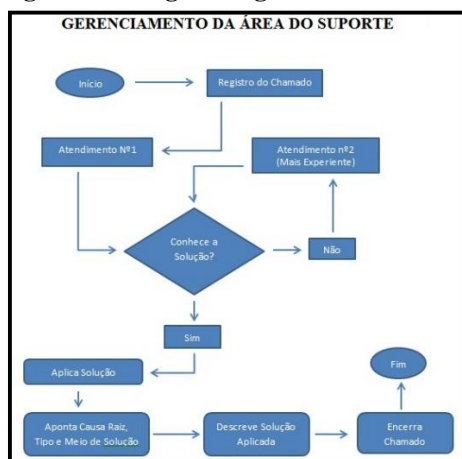 GERENCIAMENTO DA ÁREA DO SUPORTE
Início
Registro do Chamado
Atendimento Nº1
Atendimento nº2
(Mais Experiente)
Conhece a
Solução?
Não
Sim
Aplica Solução
Fim
Aponta Causa Raiz,
Tipo e Meio de Solução
Descreve Solução
Aplicada
Encerra
Chamado